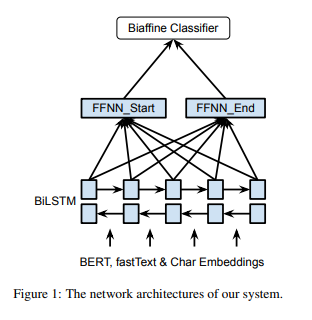 Biaffine Classifier
FFNN_Start FFNN_End
BiLSTM
BERT, fastText & Char Embeddings
Figure 1: The network architectures of our system.